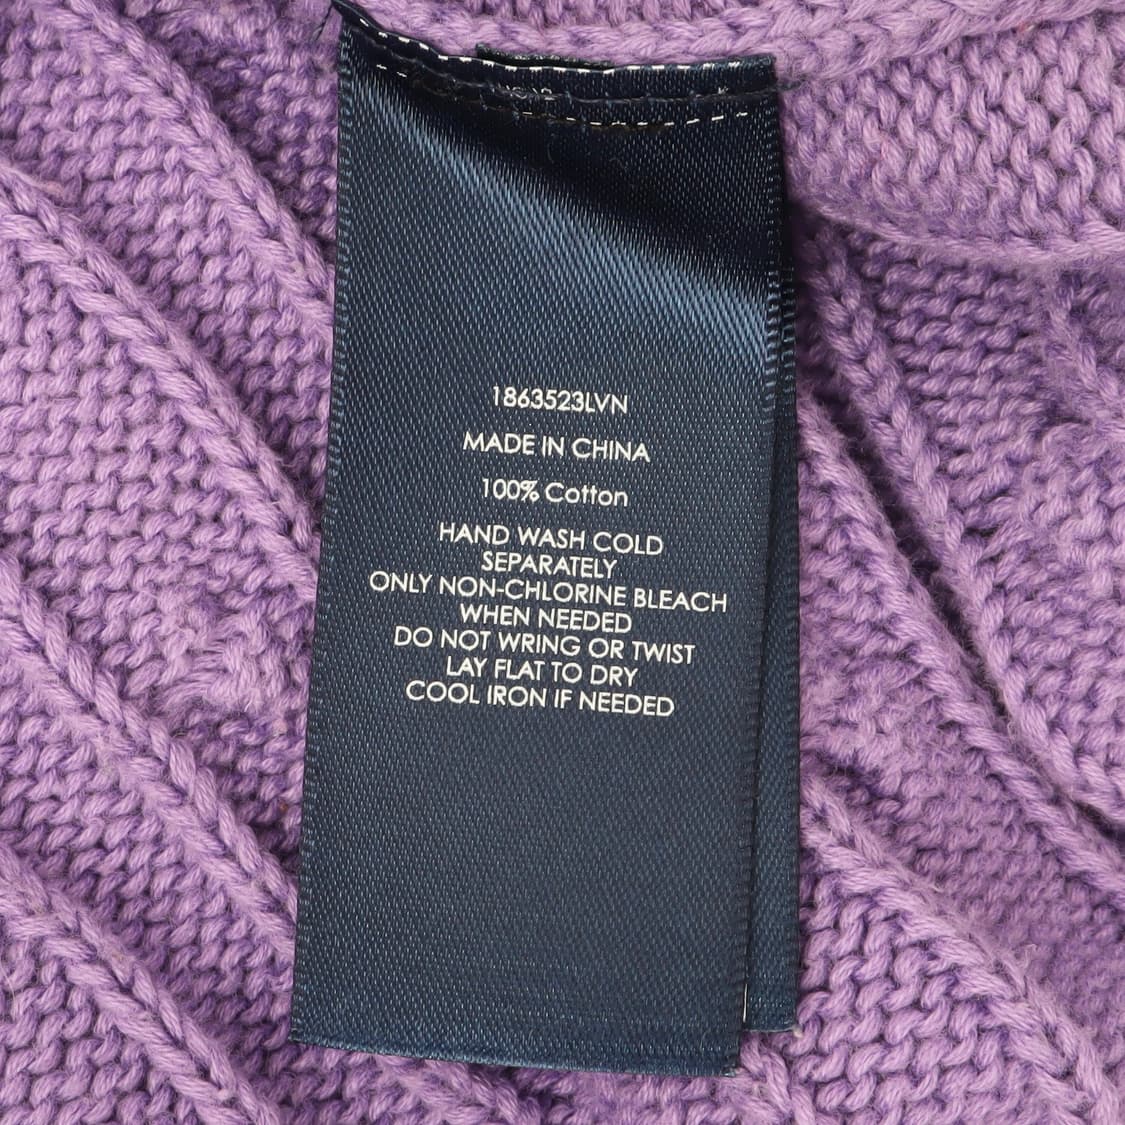 1863523LVN
MADE IN CHINA
100% Cotton
HAND WASH COLD
SEPARATELY
ONLY NON-CHLORINE BLEACH
WHEN NEEDED
DO NOT WRING OR TWIST
LAY FLAT TO DRY
COOL IRON IF NEEDED